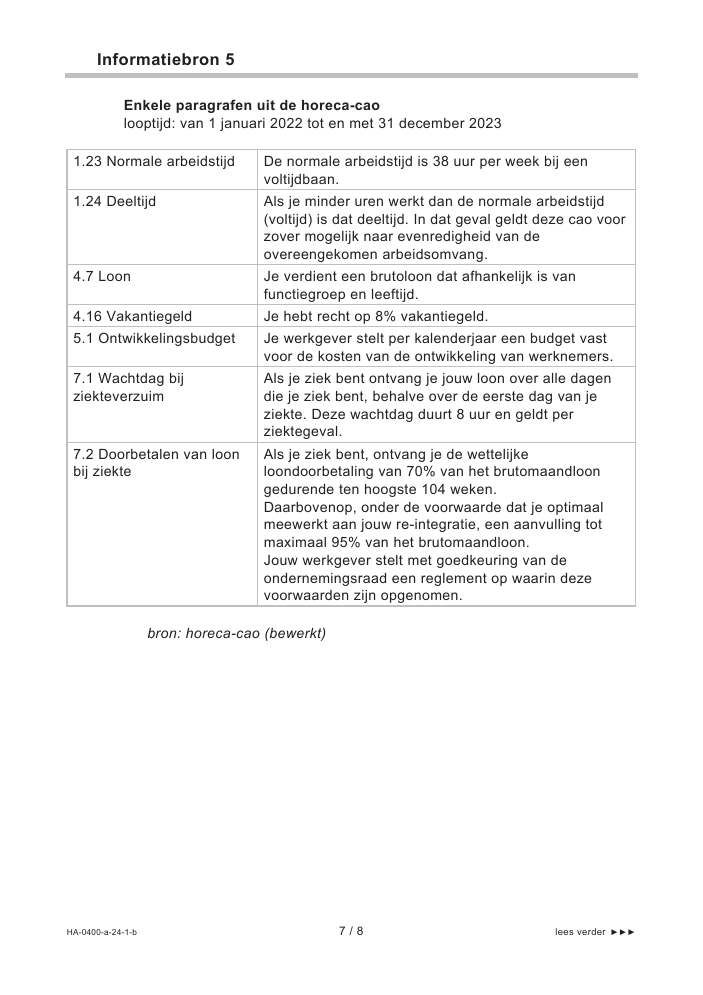 Informatiebron 5
Enkele paragrafen uit de horeca-cao
looptijd: van 1 januari 2022 tot en met 31 december 2023
1.23 Normale arbeidstijd
De normale arbeidstijd is 38 uur per week bij een
voltijdbaan.
1.24 Deeltijd
Als je minder uren werkt dan de normale arbeidstijd
(voltijd) is dat deeltijd. In dat geval geldt deze cao voor
zover mogelijk naar evenredigheid van de
overeengekomen arbeidsomvang.
4.7 Loon
Je verdient een brutoloon dat afhankelijk is van
functiegroep en leeftijd.
4.16 Vakantiegeld
Je hebt recht op 8% vakantiegeld.
5.1 Ontwikkelingsbudget
Je werkgever stelt per kalenderjaar een budget vast
voor de kosten van de ontwikkeling van werknemers.
7.1 Wachtdag bij
ziekteverzuim
Als je ziek bent ontvang je jouw loon over alle dagen
die je ziek bent, behalve over de eerste dag van je
ziekte. Deze wachtdag duurt 8 uur en geldt per
ziektegeval.
7.2 Doorbetalen van loon
bij ziekte
Als je ziek bent, ontvang je de wettelijke
loondoorbetaling van 70% van het brutomaandloon
gedurende ten hoogste 104 weken.
Daarbovenop, onder de voorwaarde dat je optimaal
meewerkt aan jouw re-integratie, een aanvulling tot
maximaal 95% van het brutomaandloon.
Jouw werkgever stelt met goedkeuring van de
ondernemingsraad een reglement op waarin deze
voorwaarden zijn opgenomen.
bron: horeca-cao (bewerkt)
HA-0400-a-24-1-b
7 / 8
lees verder ►►►